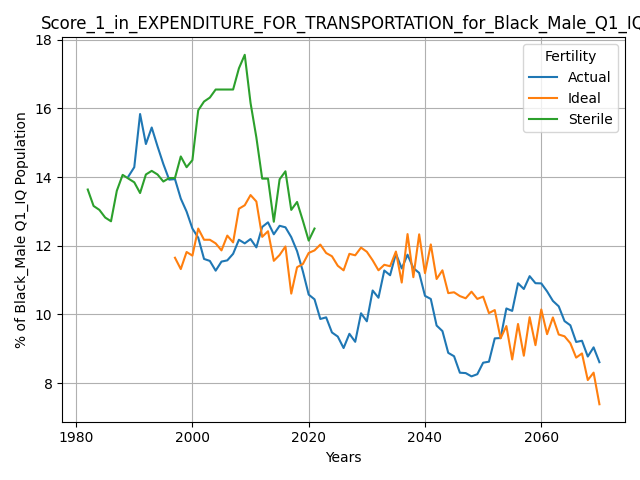 Score_1_in_EXPENDITURE_FOR_TRANSPORTATION_for_Black_Male_Q1_IQ
18
16
14
12
10
8
% of Black_Male Q1_IQ Population
Fertility
Actual
Ideal
Sterile
1980 2000 2020 2040 2060
Years